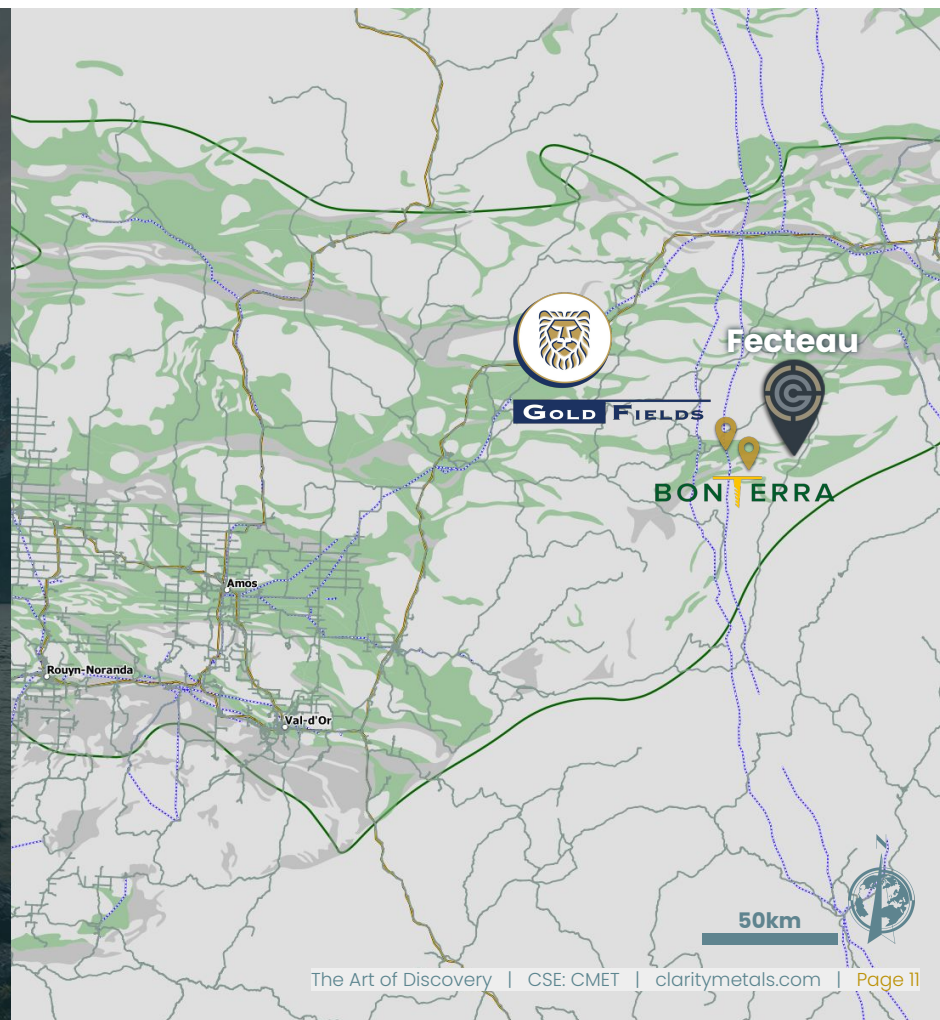 Fecteau
GOLD FIELDS
BONTERRA
Amos
Rouyn-Noranda
Val-d'Or
N
50km
The Art of Discovery | CSE: CMET | claritymetals.com | Page 11